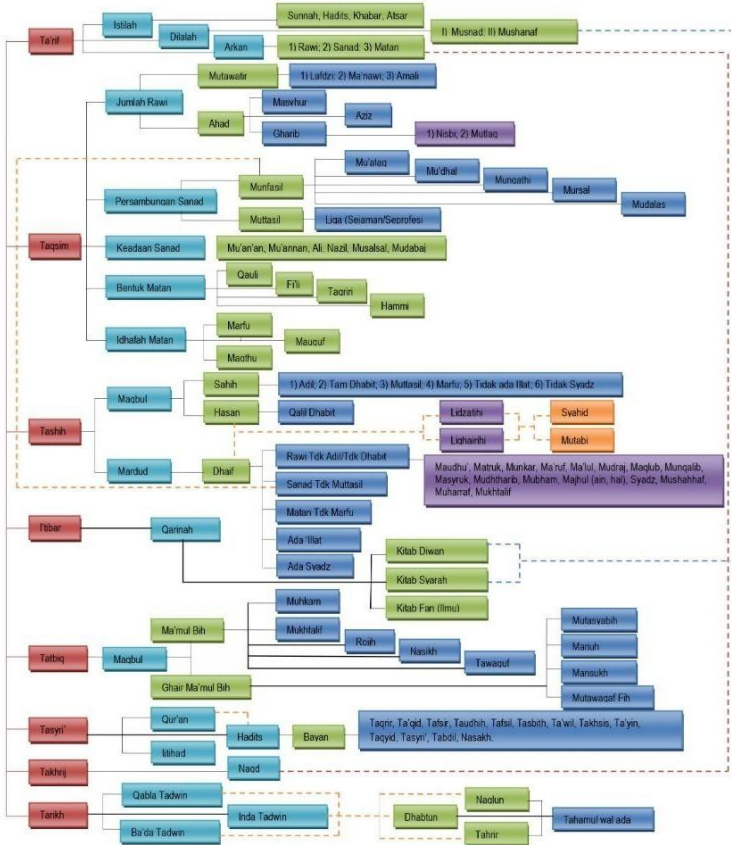 Ta'rif
Istilah
Sunnah, Hadits, Khabar, Atsar
Dilalah
I) Musnad; II) Mushanaf
Arkan
1) Rawi; 2) Sanad; 3) Matan
Taqsim
Jumlah Rawi
Mutawatir
1) Lafdzi; 2) Ma'nawi; 3) Amali
Ahad
Masyhur
Aziz
Gharib
1) Nisbi; 2) Mutlaq
Persambungan Sanad
Munfasil
Mu'alaq
Mu'dhal
Munqathi
Mursal
Mudalas
Muttasil
Liqa (Sejaman/Seprofesi
Keadaan Sanad
Mu'an'an, Mu'annan, Ali, Nazil, Musalsal, Mudabaj
Bentuk Matan
Qauli
Fi'li
Taqriri
Hammi
Idhafah Matan
Marfu
Mauquf
Maqthu
Tashih
Maqbul
Sahih
1) Adil; 2) Tam Dhabit; 3) Muttasil; 4) Marfu; 5) Tidak ada Illat; 6) Tidak Syadz
Hasan
Qalil Dhabit
Lidzatihi
Syahid
Lighairihi
Mutabi
Mardud
Dhaif
Rawi Tdk Adil/Tdk Dhabit
Maudhu', Matruk, Munkar, Ma'ruf, Ma'lul, Mudraj, Maqlub, Munqalib,
Masyruk, Mudhtharib, Mubham, Majhul (ain, hal), Syadz, Mushahhaf,
Muharraf, Mukhtalif
Sanad Tdk Muttasil
Matan Tdk Marfu
Ada 'Illat
Ada Syadz
I'tibar
Qarinah
Kitab Diwan
Kitab Syarah
Kitab Fan (Ilmu)
Tatbiq
Maqbul
Ma'mul Bih
Muhkam
Mukhtalif
Rojih
Nasikh
Tawaquf
Ghair Ma'mul Bih
Mutasyabih
Marjuh
Mansukh
Mutawaqaf Fih
Tasyri'
Qur'an
Ijtihad
Hadits
Bayan
Taqrir, Ta'qid, Tafsir, Taudhih, Tafsil, Tasbith, Ta'wil, Takhsis, Ta'yin,
Taqyid, Tasyri', Tabdil, Nasakh.
Takhrij
Naqd
Tarikh
Qabla Tadwin
Inda Tadwin
Ba'da Tadwin
Dhabtun
Naqlun
Tahrir
Tahamul wal ada